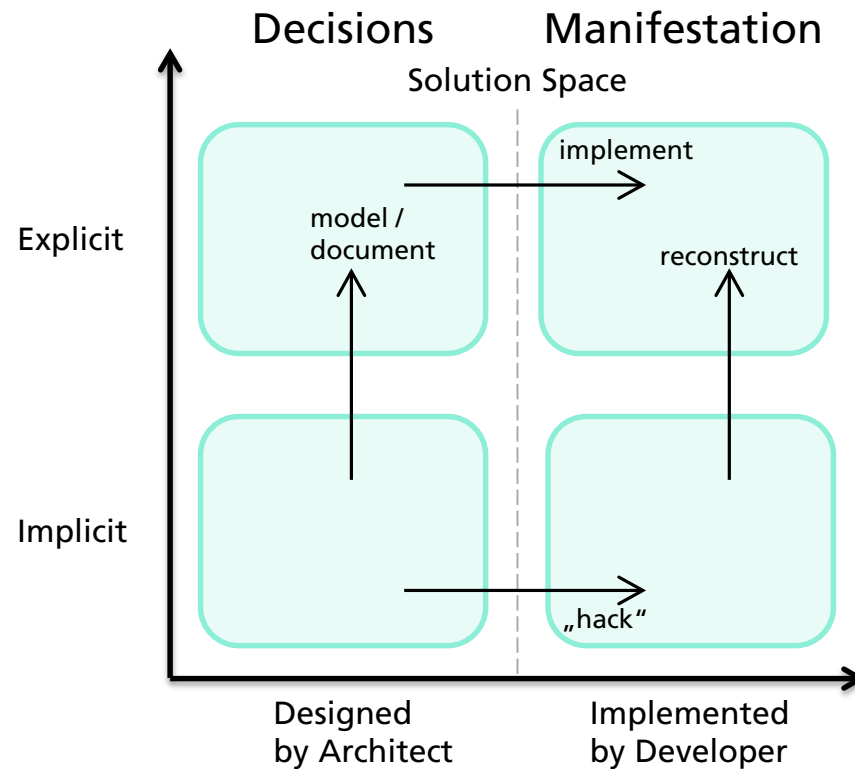 Decisions
Manifestation
Solution Space
implement
model /
document
Explicit
reconstruct
Implicit
„hack“
Designed
by Architect
Implemented
by Developer